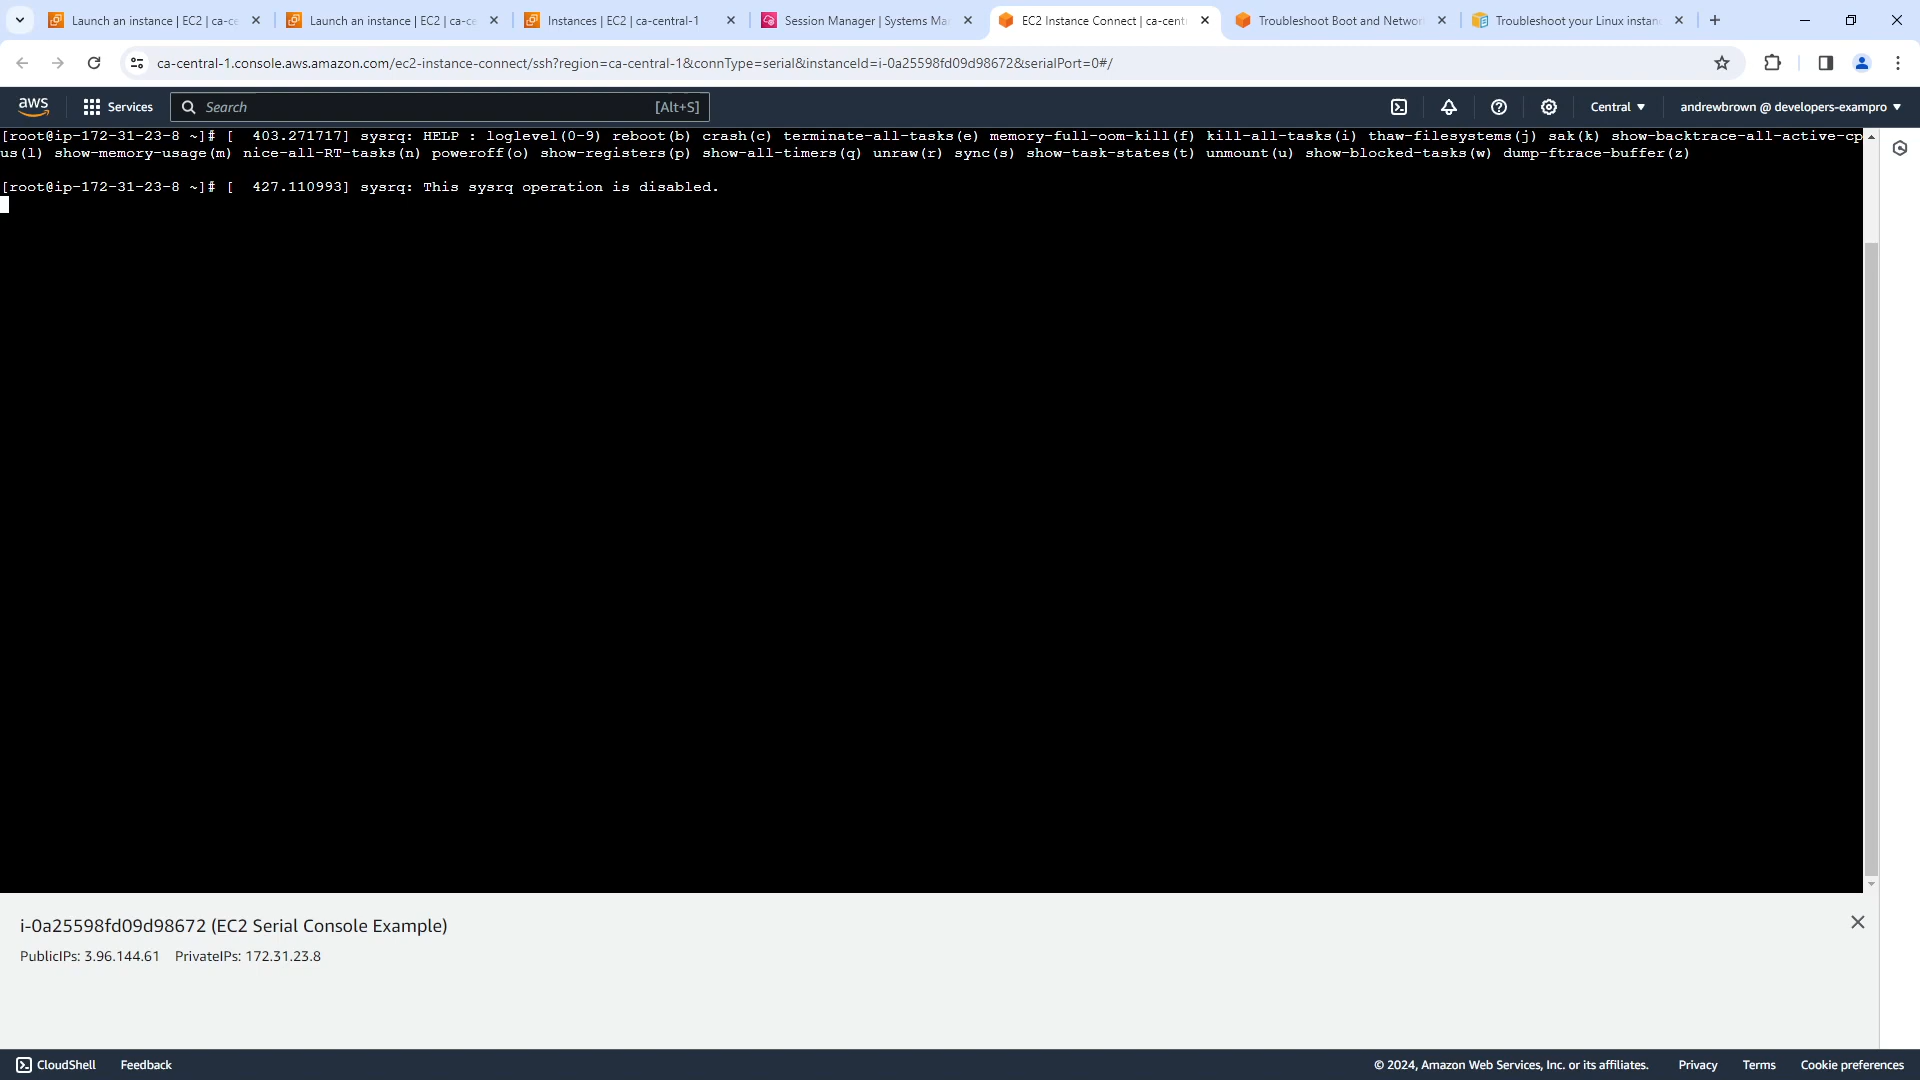 Launch an instance | EC2 | ca-ce
Launch an instance | EC2 | ca-ce
Instances | EC2 | ca-central-1
Session Manager | Systems Ma
EC2 Instance Connect | ca-cent
Troubleshoot Boot and Networ
Troubleshoot your Linux instan
ca-central-1.console.aws.amazon.com/ec2-instance-connect/ssh?region=ca-central-1&connType=serial&instanceId=i-0a25598fd09d98672&serialPort=0#/
aws
Services
Search
[Alt+S]
Central
andrewbrown @ developers-exampro
[root@ip-172-31-23-8 ~]# [  403.271717] sysrq: HELP : loglevel(0-9) reboot(b) crash(c) terminate-all-tasks(e) memory-full-oom-kill(f) kill-all-tasks(i) thaw-filesystems(j) sak(k) show-backtrace-all-active-cp
us(l) show-memory-usage(m) nice-all-RT-tasks(n) poweroff(o) show-registers(p) show-all-timers(q) unraw(r) sync(s) show-task-states(t) unmount(u) show-blocked-tasks(w) dump-ftrace-buffer(z)
[root@ip-172-31-23-8 ~]# [  427.110993] sysrq: This sysrq operation is disabled.
i-0a25598fd09d98672 (EC2 Serial Console Example)
PublicIPs: 3.96.144.61 PrivateIPs: 172.31.23.8
CloudShell
Feedback
© 2024, Amazon Web Services, Inc. or its affiliates.
Privacy
Terms
Cookie preferences